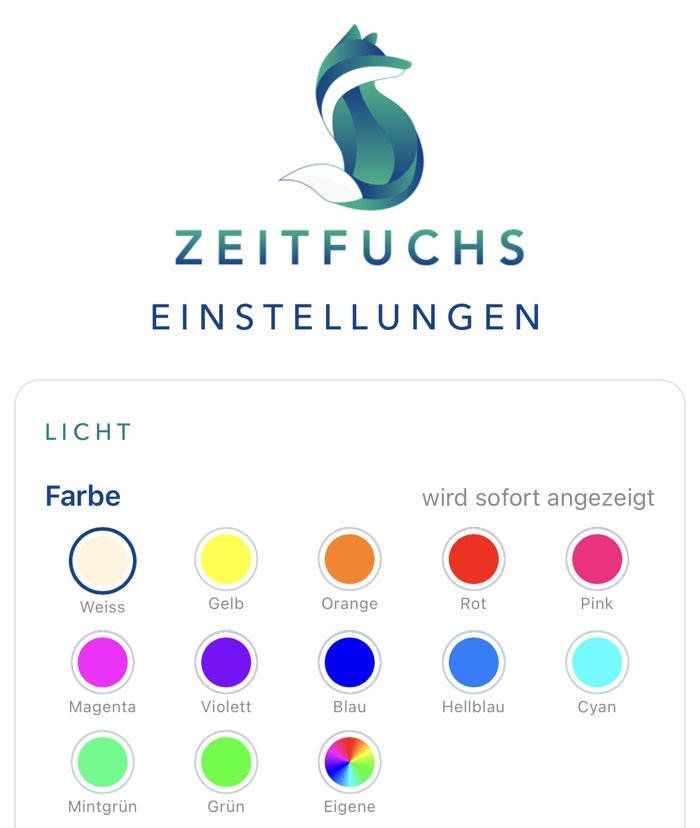 ZEITFUCHS
EINSTELLUNGEN
LICHT
Farbe wird sofort angezeigt
Weiss Gelb Orange Rot Pink
Magenta Violett Blau Hellblau Cyan
Mintgrün Grün Eigene